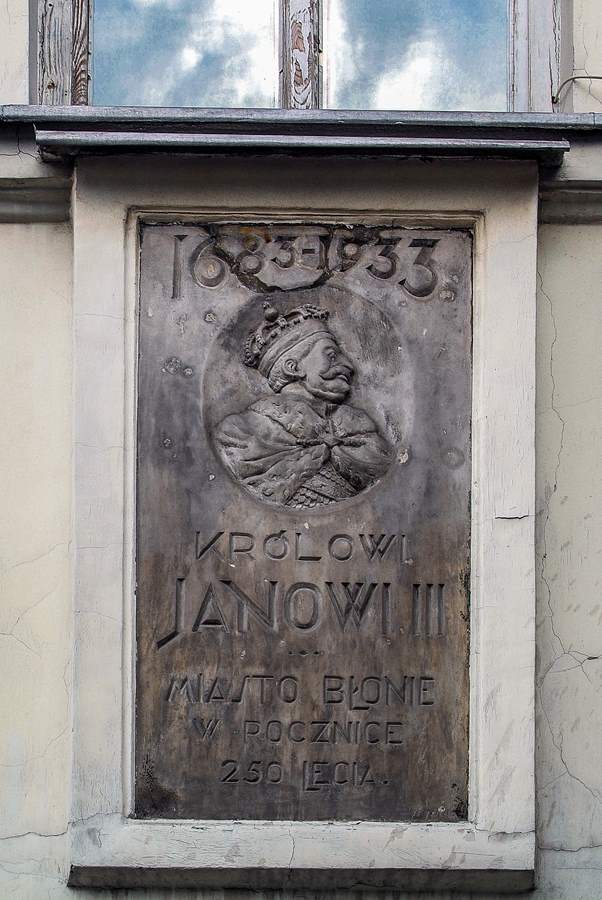 1683-1933
KRÓLOWI
JANOWI III
MIASTO BŁONIE
W ROCZNICE
250 LECIA.